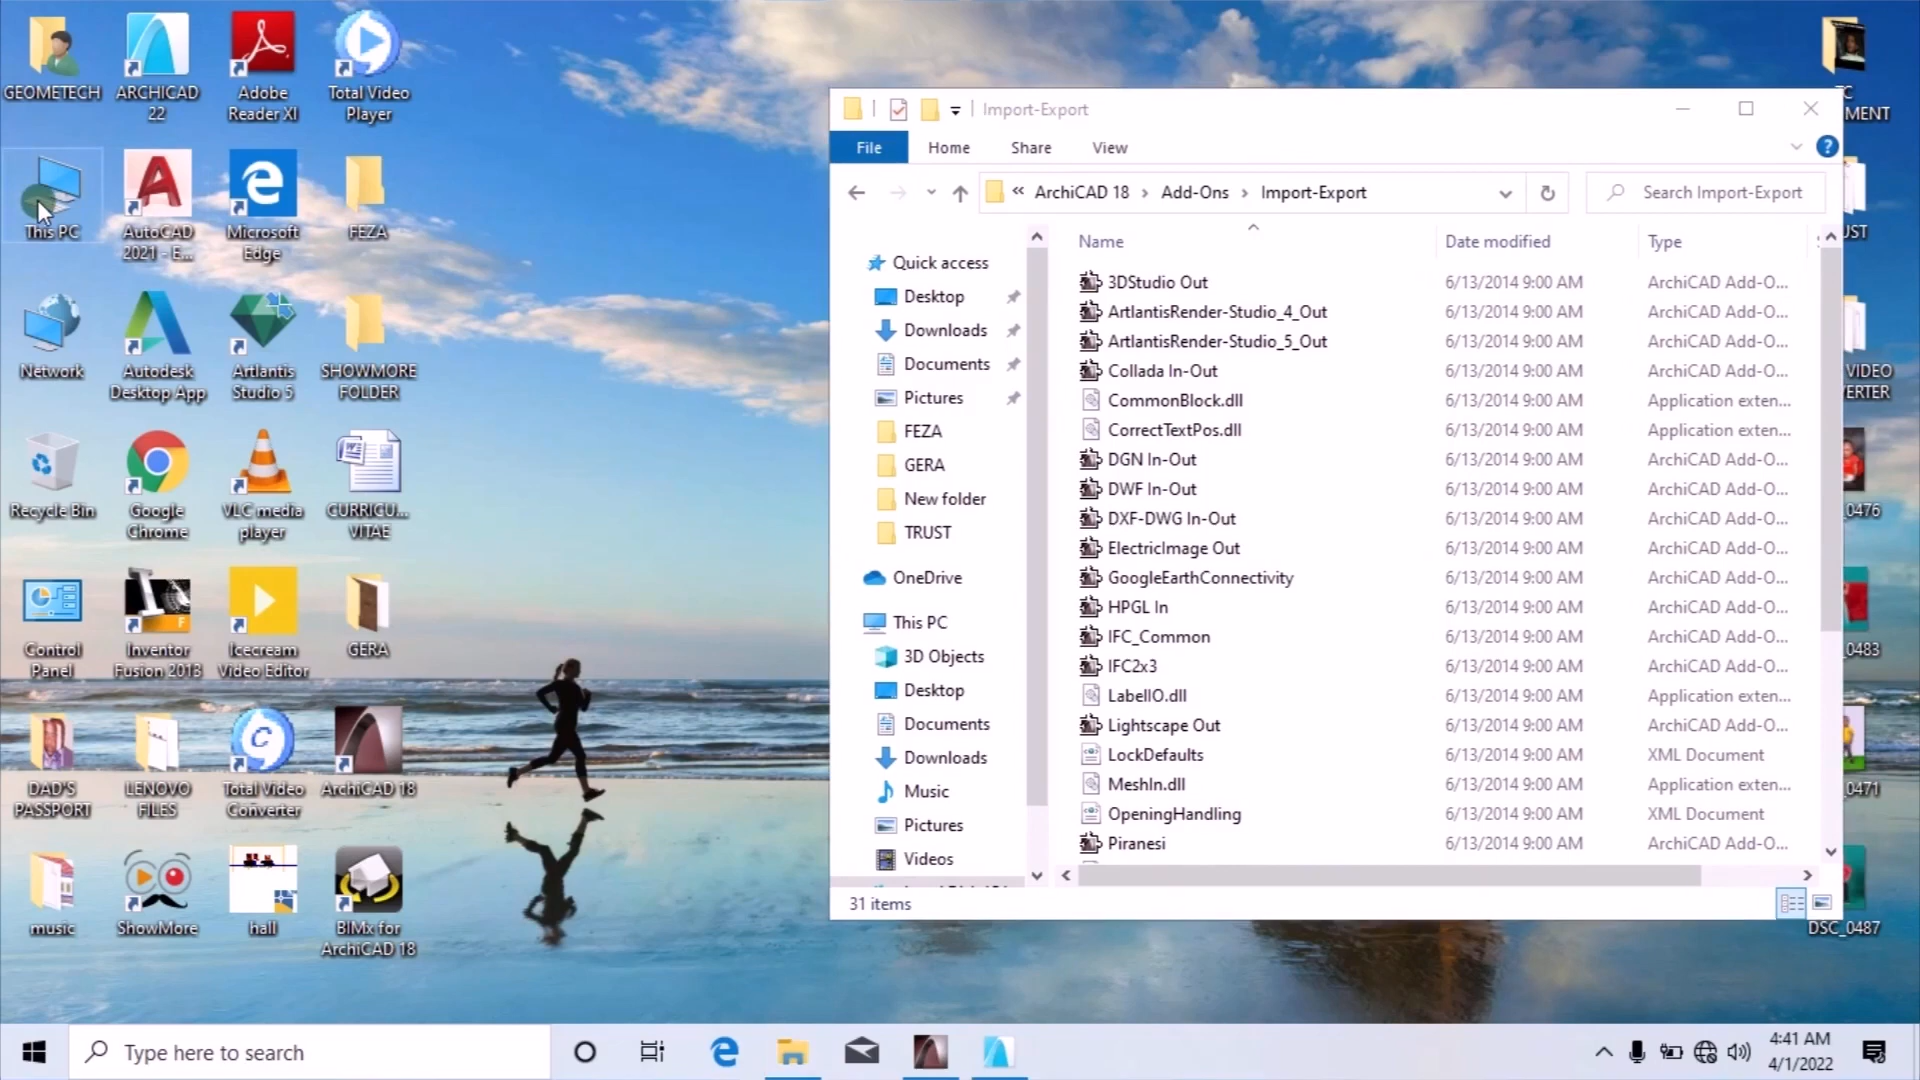 GEOMETECH
ARCHICAD
22
Adobe
Reader XI
Total Video
Player
This PC
AutoCAD
2021 - E...
Microsoft
Edge
FEZA
Network
Autodesk
Desktop App
Artlantis
Studio 5
SHOWMORE
FOLDER
Recycle Bin
Google
Chrome
VLC media
player
CURRICU...
VITAE
Control
Panel
Inventor
Fusion 2013
Icecream
Video Editor
GERA
DAD'S
PASSPORT
LENOVO
FILES
Total Video
Converter
ArchiCAD 18
music
ShowMore
hall
BIMx for
ArchiCAD 18
Import-Export
File Home Share View
« ArchiCAD 18 › Add-Ons › Import-Export
Search Import-Export
Quick access
Desktop
Downloads
Documents
Pictures
FEZA
GERA
New folder
TRUST
OneDrive
This PC
3D Objects
Desktop
Documents
Downloads
Music
Pictures
Videos
Name Date modified Type
3DStudio Out 6/13/2014 9:00 AM ArchiCAD Add-O...
ArtlantisRender-Studio_4_Out 6/13/2014 9:00 AM ArchiCAD Add-O...
ArtlantisRender-Studio_5_Out 6/13/2014 9:00 AM ArchiCAD Add-O...
Collada In-Out 6/13/2014 9:00 AM ArchiCAD Add-O...
CommonBlock.dll 6/13/2014 9:00 AM Application exten...
CorrectTextPos.dll 6/13/2014 9:00 AM Application exten...
DGN In-Out 6/13/2014 9:00 AM ArchiCAD Add-O...
DWF In-Out 6/13/2014 9:00 AM ArchiCAD Add-O...
DXF-DWG In-Out 6/13/2014 9:00 AM ArchiCAD Add-O...
ElectricImage Out 6/13/2014 9:00 AM ArchiCAD Add-O...
GoogleEarthConnectivity 6/13/2014 9:00 AM ArchiCAD Add-O...
HPGL In 6/13/2014 9:00 AM ArchiCAD Add-O...
IFC_Common 6/13/2014 9:00 AM ArchiCAD Add-O...
IFC2x3 6/13/2014 9:00 AM ArchiCAD Add-O...
LabelIO.dll 6/13/2014 9:00 AM Application exten...
Lightscape Out 6/13/2014 9:00 AM ArchiCAD Add-O...
LockDefaults 6/13/2014 9:00 AM XML Document
MeshIn.dll 6/13/2014 9:00 AM Application exten...
OpeningHandling 6/13/2014 9:00 AM XML Document
Piranesi 6/13/2014 9:00 AM ArchiCAD Add-O...
31 items
TC
MENT
UST
VIDEO
ERTER
0476
0483
0471
DSC_0487
Type here to search
4:41 AM
4/1/2022